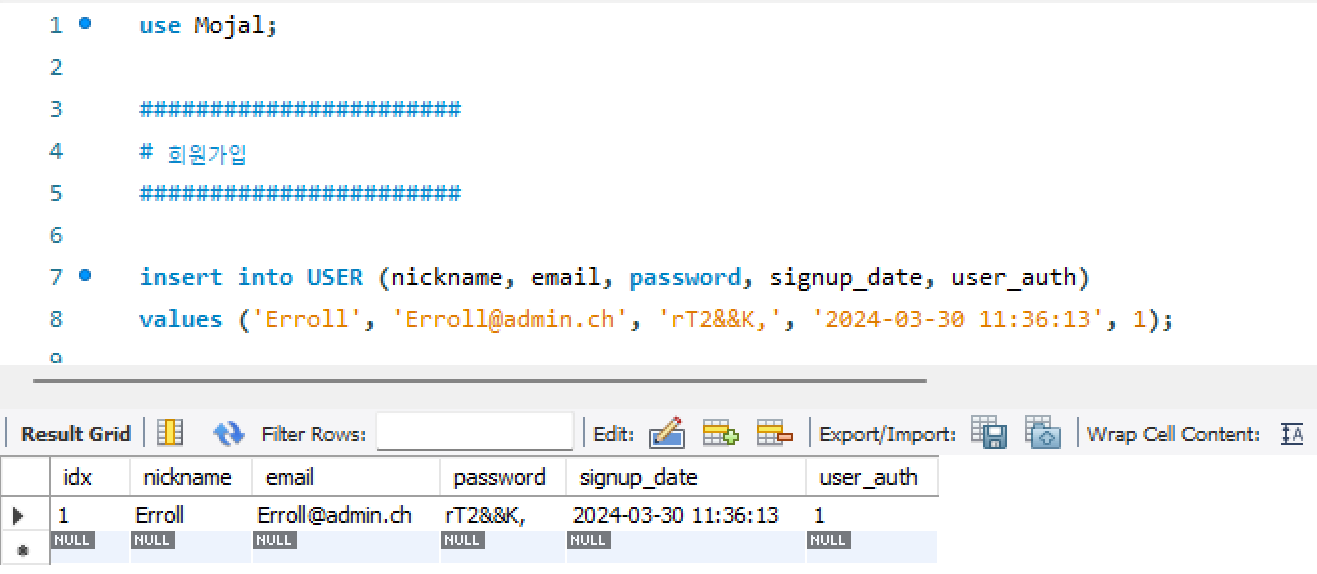 1 use Mojal;
2
3 #######################
4 # 회원가입
5 #######################
6
7 insert into USER (nickname, email, password, signup_date, user_auth)
8 values ('Erroll', 'Erroll@admin.ch', 'rT2&&K,', '2024-03-30 11:36:13', 1);
9
Result Grid Filter Rows: Edit: Export/Import: Wrap Cell Content: IA
idx nickname email password signup_date user_auth
1 Erroll Erroll@admin.ch rT2&&K, 2024-03-30 11:36:13 1
NULL NULL NULL NULL NULL NULL